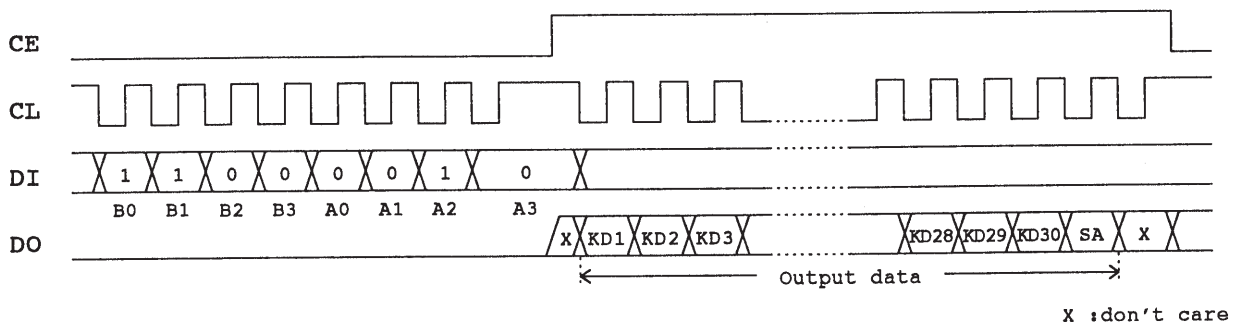 CE
CL
DI 1 1 0 0 0 0 1 0
B0 B1 B2 B3 A0 A1 A2 A3
DO X KD1 KD2 KD3 KD28 KD29 KD30 SA X
Output data
X :don't care